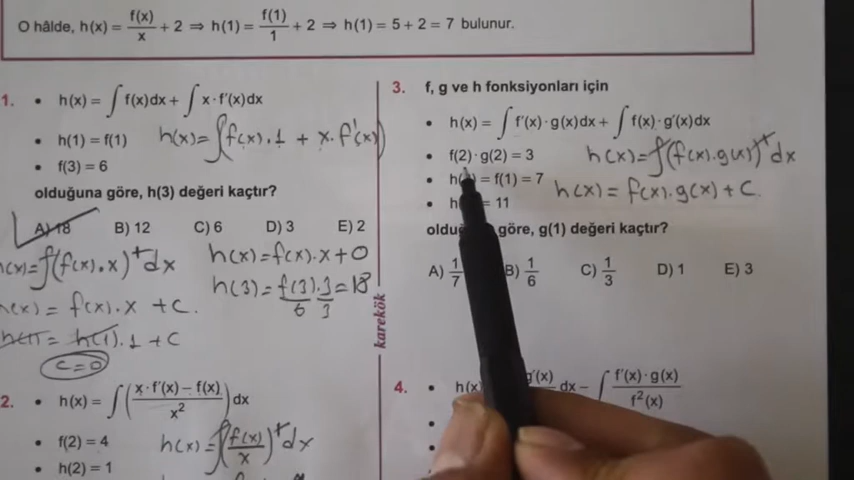 O hâlde, h(x) = f(x)/x + 2 ⇒ h(1) = f(1)/1 + 2 ⇒ h(1) = 5 + 2 = 7 bulunur.
1. • h(x) = ∫ f(x)dx + ∫ x · f'(x)dx
• h(1) = f(1)
h(x)=∫(f(x).1 + x.f'(x))
• f(3) = 6
olduğuna göre, h(3) değeri kaçtır?
A) 18 B) 12 C) 6 D) 3 E) 2
h(x)=∫(f(x).x)' dx
h(x)= f(x).x + C.
h(1) = h(1).1 + C
C=0
h(x)=f(x).x+0
h(3)=f(3).3=18
6 3
karekök
2. • h(x) = ∫ ((x · f'(x) – f(x))/x²) dx
• f(2) = 4
• h(2) = 1
h(x)=∫(f(x)/x)' dx
3. f, g ve h fonksiyonları için
• h(x) = ∫ f'(x) · g(x)dx + ∫ f(x) · g'(x)dx
• f(2) · g(2) = 3
h(x)=∫(f(x).g(x))' dx
• = f(1) = 7
h(x)= f(x).g(x) + C.
• = 11
göre, g(1) değeri kaçtır?
A) 1/7 B) 1/6 C) 1/3 D) 1 E) 3
4. • g'(x) dx – ∫ (f'(x) · g(x))/f²(x)